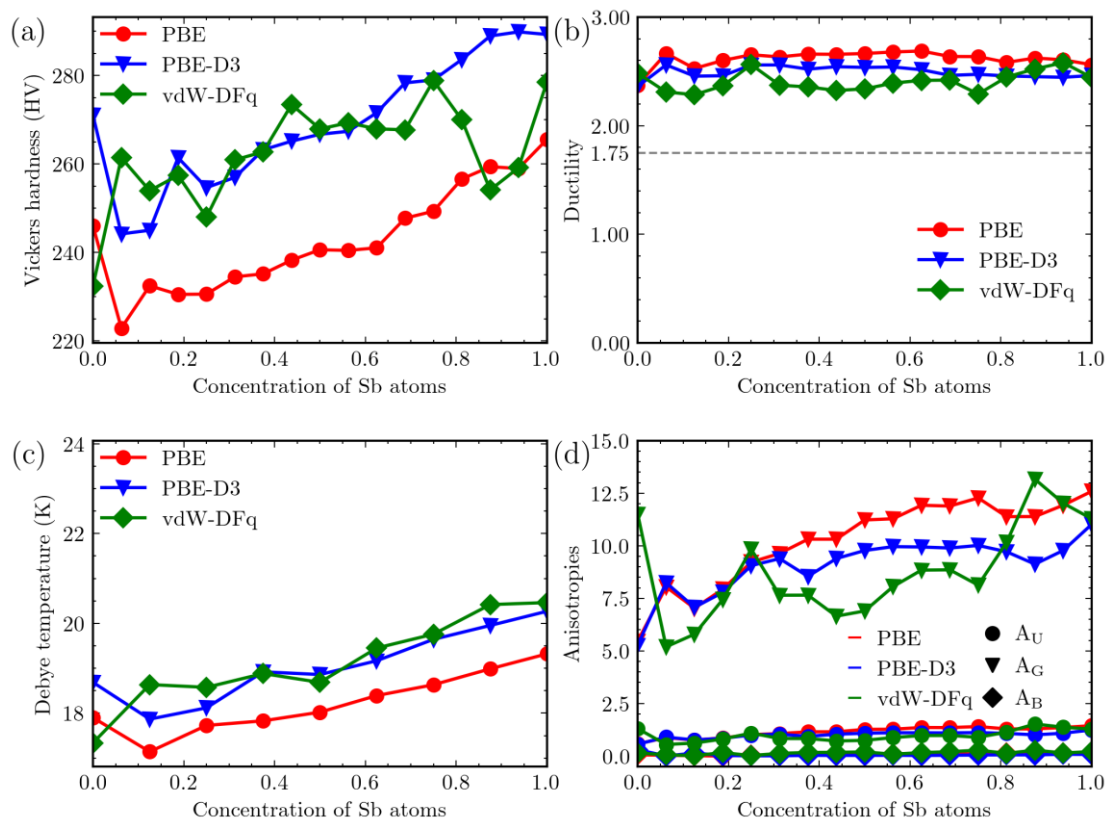 (a)
PBE
PBE-D3
vdW-DFq
Vickers hardness (HV)
280
260
240
220
0.0 0.2 0.4 0.6 0.8 1.0
Concentration of Sb atoms
(b)
3.00
2.00
1.75
1.00
0.00
Ductility
PBE
PBE-D3
vdW-DFq
0.0 0.2 0.4 0.6 0.8 1.0
Concentration of Sb atoms
(c)
PBE
PBE-D3
vdW-DFq
Debye temperature (K)
24
22
20
18
0.0 0.2 0.4 0.6 0.8 1.0
Concentration of Sb atoms
(d)
15.0
12.5
10.0
7.5
5.0
2.5
0.0
Anisotropies
PBE A_U
PBE-D3 A_G
vdW-DFq A_B
0.0 0.2 0.4 0.6 0.8 1.0
Concentration of Sb atoms